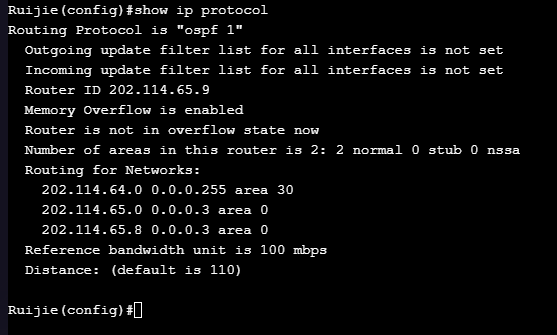 Ruijie(config)#show ip protocol
Routing Protocol is "ospf 1"
Outgoing update filter list for all interfaces is not set
Incoming update filter list for all interfaces is not set
Router ID 202.114.65.9
Memory Overflow is enabled
Router is not in overflow state now
Number of areas in this router is 2: 2 normal 0 stub 0 nssa
Routing for Networks:
202.114.64.0 0.0.0.255 area 30
202.114.65.0 0.0.0.3 area 0
202.114.65.8 0.0.0.3 area 0
Reference bandwidth unit is 100 mbps
Distance: (default is 110)
Ruijie(config)#